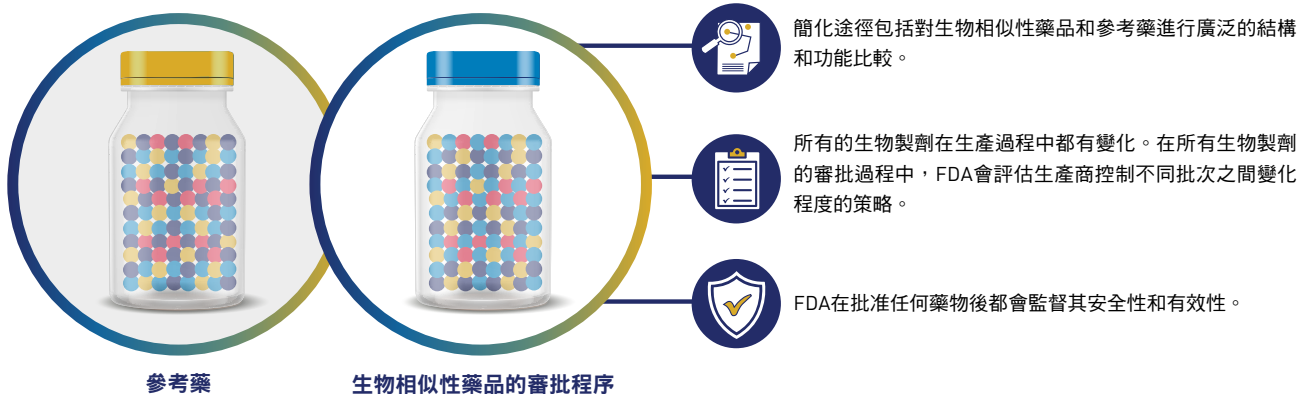 簡化途徑包括對生物相似性藥品和參考藥進行廣泛的結構
和功能比較。
所有的生物製劑在生產過程中都有變化。在所有生物製劑
的審批過程中，FDA會評估生產商控制不同批次之間變化
程度的策略。
FDA在批准任何藥物後都會監督其安全性和有效性。
參考藥
生物相似性藥品的審批程序